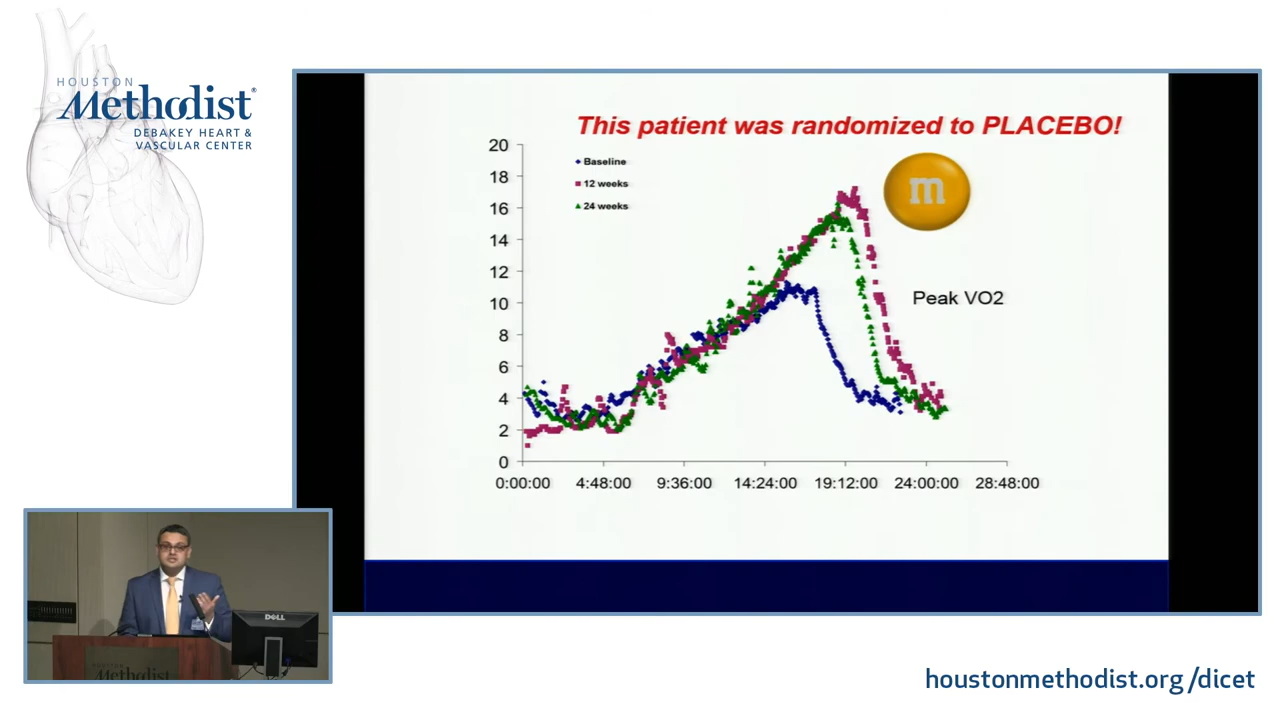 HOUSTON
Methodist®
DEBAKEY HEART &
VASCULAR CENTER
This patient was randomized to PLACEBO!
20
18
16
14
12
10
8
6
4
2
0
Baseline
12 weeks
24 weeks
m
Peak VO2
0:00:00 4:48:00 9:36:00 14:24:00 19:12:00 24:00:00 28:48:00
DELL
HOUSTON
Methodist
houstonmethodist.org/dicet